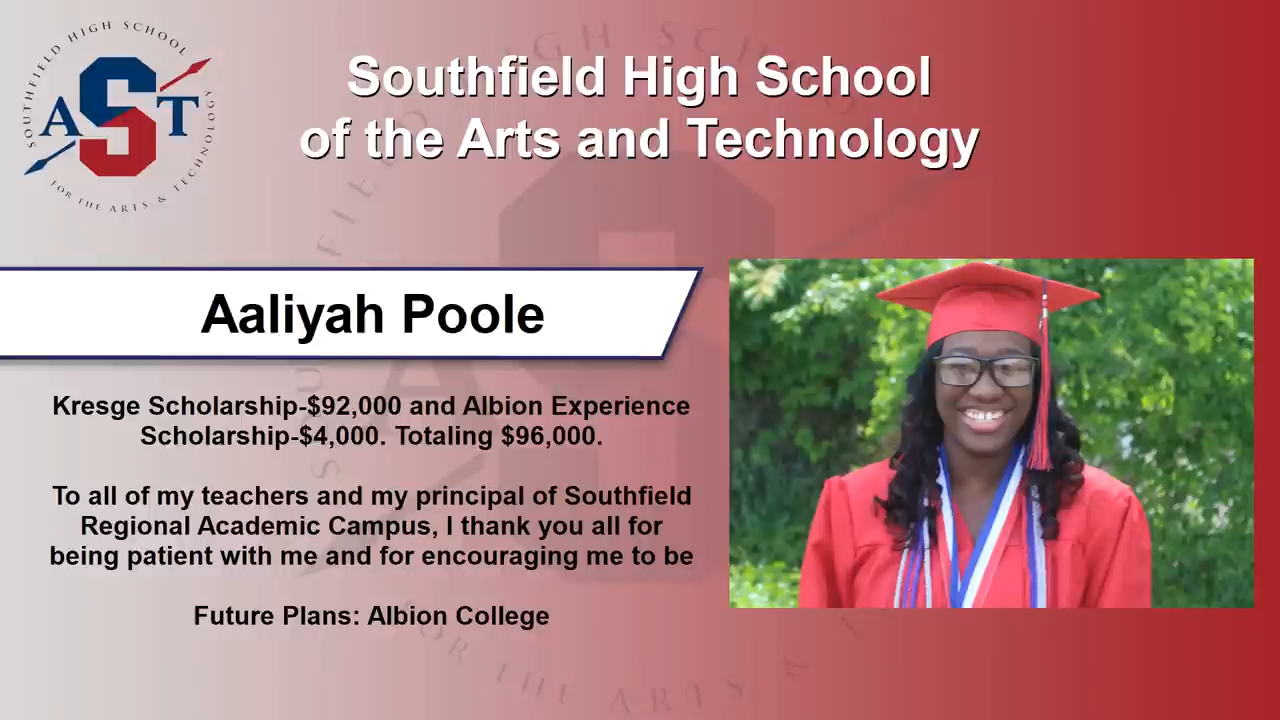 SOUTHFIELD HIGH SCHOOL
AST
FOR THE ARTS & TECHNOLOGY
Southfield High School
of the Arts and Technology
Aaliyah Poole
Kresge Scholarship-$92,000 and Albion Experience
Scholarship-$4,000. Totaling $96,000.
To all of my teachers and my principal of Southfield
Regional Academic Campus, I thank you all for
being patient with me and for encouraging me to be
Future Plans: Albion College